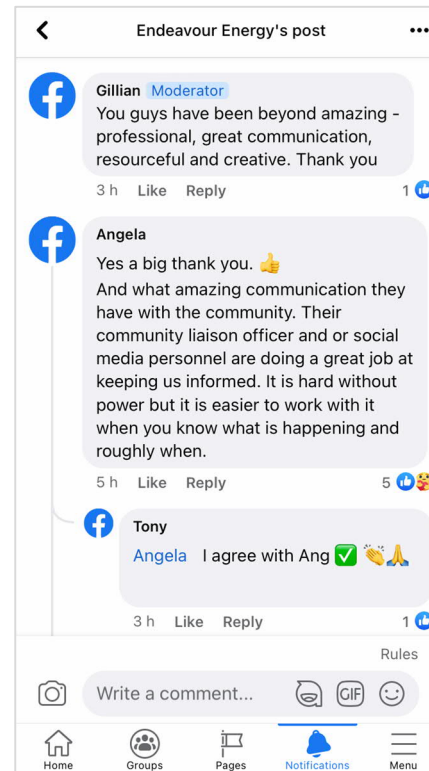 Endeavour Energy's post
Gillian Moderator
You guys have been beyond amazing -
professional, great communication,
resourceful and creative. Thank you
3 h Like Reply 1
Angela
Yes a big thank you. 👍
And what amazing communication they
have with the community. Their
community liaison officer and or social
media personnel are doing a great job at
keeping us informed. It is hard without
power but it is easier to work with it
when you know what is happening and
roughly when.
5 h Like Reply 5
Tony
Angela I agree with Ang ✅ 👏🙏
3 h Like Reply 1
Rules
Write a comment... GIF
Home Groups Pages Notifications Menu